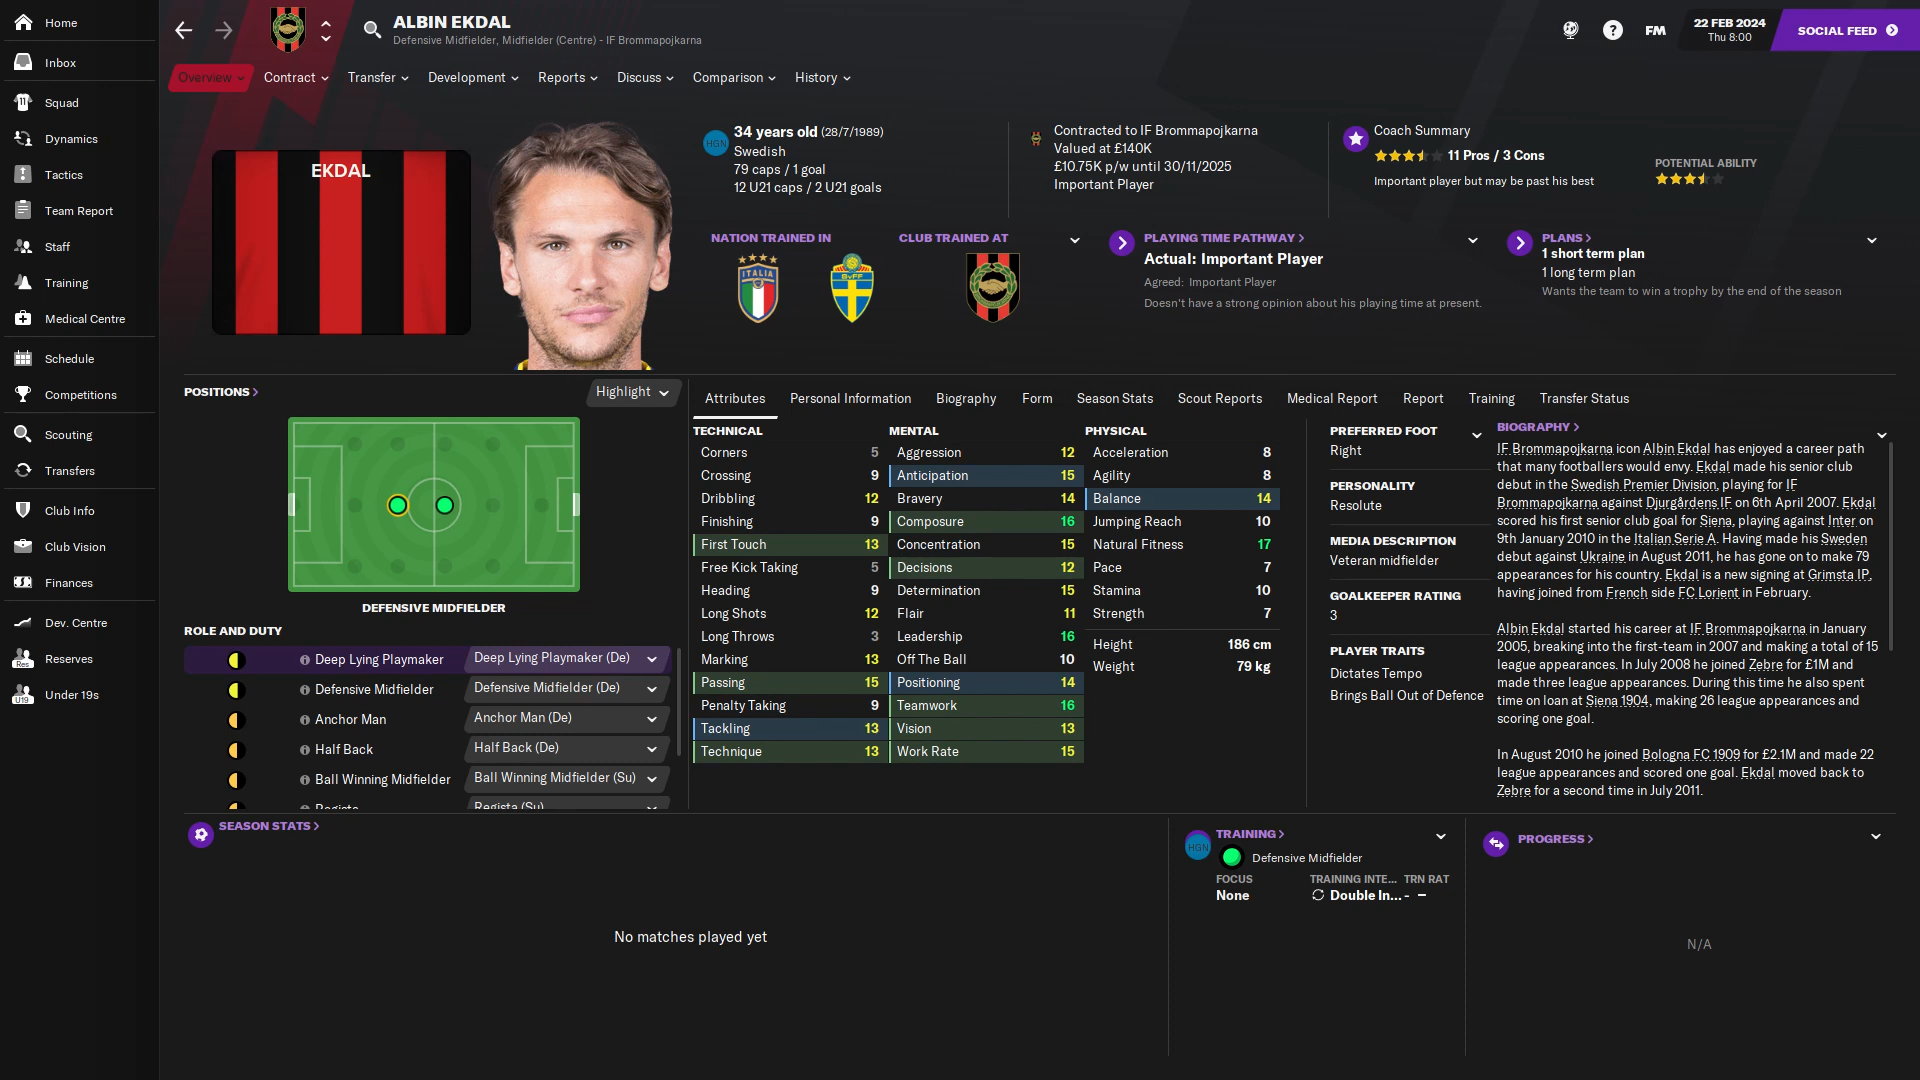 Home
Inbox
Squad
Dynamics
Tactics
Team Report
Staff
Training
Medical Centre
Schedule
Competitions
Scouting
Transfers
Club Info
Club Vision
Finances
Dev. Centre
Reserves
Under 19s
ALBIN EKDAL
Defensive Midfielder, Midfielder (Centre) - IF Brommapojkarna
FM
22 FEB 2024
Thu 8:00
SOCIAL FEED
Overview
Contract
Transfer
Development
Reports
Discuss
Comparison
History
EKDAL
HGN
34 years old (28/7/1989)
Swedish
79 caps / 1 goal
12 U21 caps / 2 U21 goals
Contracted to IF Brommapojkarna
Valued at £140K
£10.75K p/w until 30/11/2025
Important Player
Coach Summary
11 Pros / 3 Cons
Important player but may be past his best
POTENTIAL ABILITY
NATION TRAINED IN
ITALIA
SvFF
CLUB TRAINED AT
PLAYING TIME PATHWAY >
Actual: Important Player
Agreed: Important Player
Doesn't have a strong opinion about his playing time at present.
PLANS >
1 short term plan
1 long term plan
Wants the team to win a trophy by the end of the season
POSITIONS >
Highlight
DEFENSIVE MIDFIELDER
ROLE AND DUTY
Deep Lying Playmaker Deep Lying Playmaker (De)
Defensive Midfielder Defensive Midfielder (De)
Anchor Man Anchor Man (De)
Half Back Half Back (De)
Ball Winning Midfielder Ball Winning Midfielder (Su)
Regista Regista (Su)
Attributes
Personal Information
Biography
Form
Season Stats
Scout Reports
Medical Report
Report
Training
Transfer Status
TECHNICAL
Corners 5
Crossing 9
Dribbling 12
Finishing 9
First Touch 13
Free Kick Taking 5
Heading 9
Long Shots 12
Long Throws 3
Marking 13
Passing 15
Penalty Taking 9
Tackling 13
Technique 13
MENTAL
Aggression 12
Anticipation 15
Bravery 14
Composure 16
Concentration 15
Decisions 12
Determination 15
Flair 11
Leadership 16
Off The Ball 10
Positioning 14
Teamwork 16
Vision 13
Work Rate 15
PHYSICAL
Acceleration 8
Agility 8
Balance 14
Jumping Reach 10
Natural Fitness 17
Pace 7
Stamina 10
Strength 7
Height 186 cm
Weight 79 kg
PREFERRED FOOT
Right
PERSONALITY
Resolute
MEDIA DESCRIPTION
Veteran midfielder
GOALKEEPER RATING
3
PLAYER TRAITS
Dictates Tempo
Brings Ball Out of Defence
BIOGRAPHY >
IF Brommapojkarna icon Albin Ekdal has enjoyed a career path
that many footballers would envy. Ekdal made his senior club
debut in the Swedish Premier Division, playing for IF
Brommapojkarna against Djurgårdens IF on 6th April 2007. Ekdal
scored his first senior club goal for Siena, playing against Inter on
9th January 2010 in the Italian Serie A. Having made his Sweden
debut against Ukraine in August 2011, he has gone on to make 79
appearances for his country. Ekdal is a new signing at Grimsta IP,
having joined from French side FC Lorient in February.
Albin Ekdal started his career at IF Brommapojkarna in January
2005, breaking into the first-team in 2007 and making a total of 15
league appearances. In July 2008 he joined Zebre for £1M and
made three league appearances. During this time he also spent
time on loan at Siena 1904, making 26 league appearances and
scoring one goal.
In August 2010 he joined Bologna FC 1909 for £2.1M and made 22
league appearances and scored one goal. Ekdal moved back to
Zebre for a second time in July 2011.
SEASON STATS >
No matches played yet
HGN
TRAINING >
Defensive Midfielder
FOCUS
None
TRAINING INTE...
Double In...
TRN RAT
- –
PROGRESS >
N/A